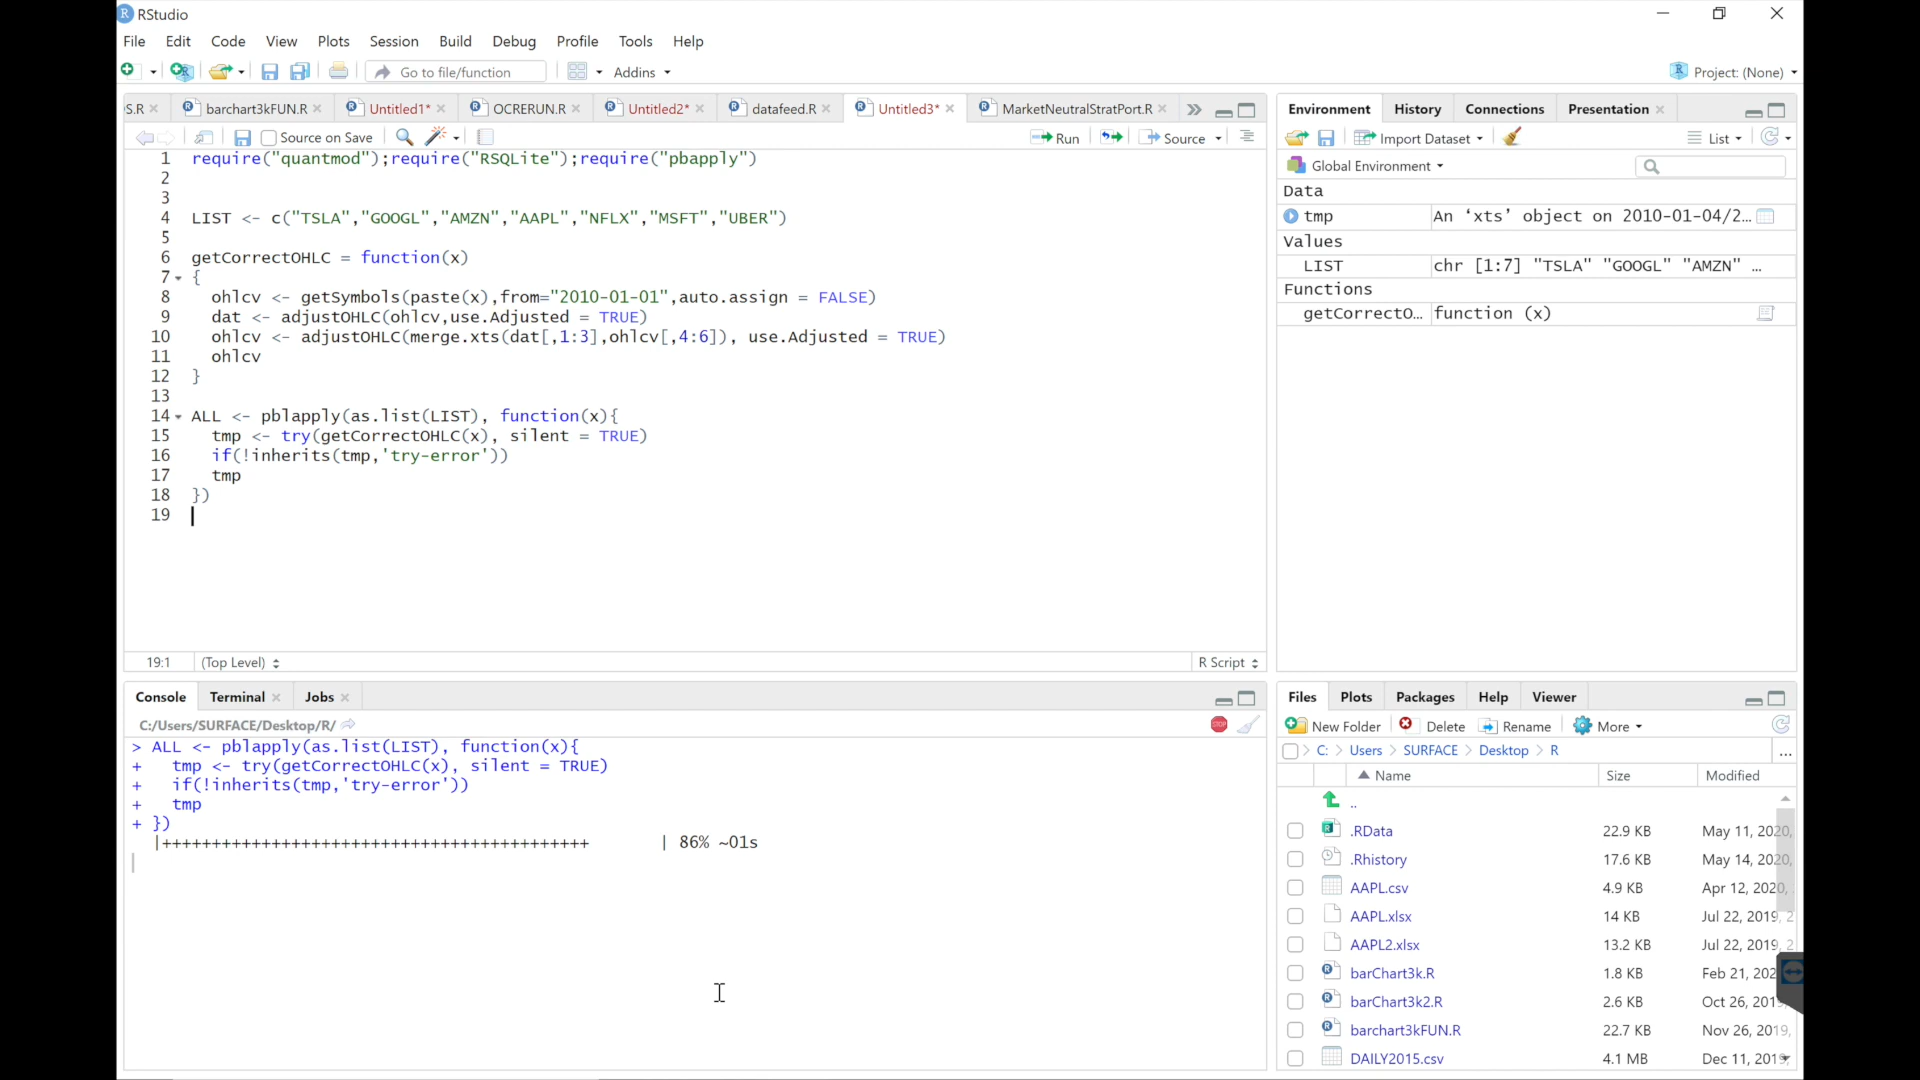 RStudio
File Edit Code View Plots Session Build Debug Profile Tools Help
Go to file/function Addins Project: (None)
S.R barchart3kFUN.R Untitled1* OCRERUN.R Untitled2* datafeed.R Untitled3* MarketNeutralStratPort.R
Source on Save Run Source
1 require("quantmod");require("RSQLite");require("pbapply")
2
3
4 LIST <- c("TSLA","GOOGL","AMZN","AAPL","NFLX","MSFT","UBER")
5
6 getCorrectOHLC = function(x)
7 {
8 ohlcv <- getSymbols(paste(x),from="2010-01-01",auto.assign = FALSE)
9 dat <- adjustOHLC(ohlcv,use.Adjusted = TRUE)
10 ohlcv <- adjustOHLC(merge.xts(dat[,1:3],ohlcv[,4:6]), use.Adjusted = TRUE)
11 ohlcv
12 }
13
14 ALL <- pblapply(as.list(LIST), function(x){
15 tmp <- try(getCorrectOHLC(x), silent = TRUE)
16 if(!inherits(tmp,'try-error'))
17 tmp
18 })
19
19:1 (Top Level) R Script
Console Terminal Jobs
C:/Users/SURFACE/Desktop/R/ STOP
> ALL <- pblapply(as.list(LIST), function(x){
+ tmp <- try(getCorrectOHLC(x), silent = TRUE)
+ if(!inherits(tmp,'try-error'))
+ tmp
+ })
|+++++++++++++++++++++++++++++++++++++++++++ | 86% ~01s
Environment History Connections Presentation
Import Dataset List
Global Environment
Data
tmp An ‘xts’ object on 2010-01-04/2…
Values
LIST chr [1:7] "TSLA" "GOOGL" "AMZN" …
Functions
getCorrectO… function (x)
Files Plots Packages Help Viewer
New Folder Delete Rename More
C: > Users > SURFACE > Desktop > R ...
Name Size Modified
..
.RData 22.9 KB May 11, 2020,
.Rhistory 17.6 KB May 14, 2020,
AAPL.csv 4.9 KB Apr 12, 2020,
AAPL.xlsx 14 KB Jul 22, 2019, 2
AAPL2.xlsx 13.2 KB Jul 22, 2019, 2
barChart3k.R 1.8 KB Feb 21, 202
barChart3k2.R 2.6 KB Oct 26, 201
barchart3kFUN.R 22.7 KB Nov 26, 2019,
DAILY2015.csv 4.1 MB Dec 11, 2019